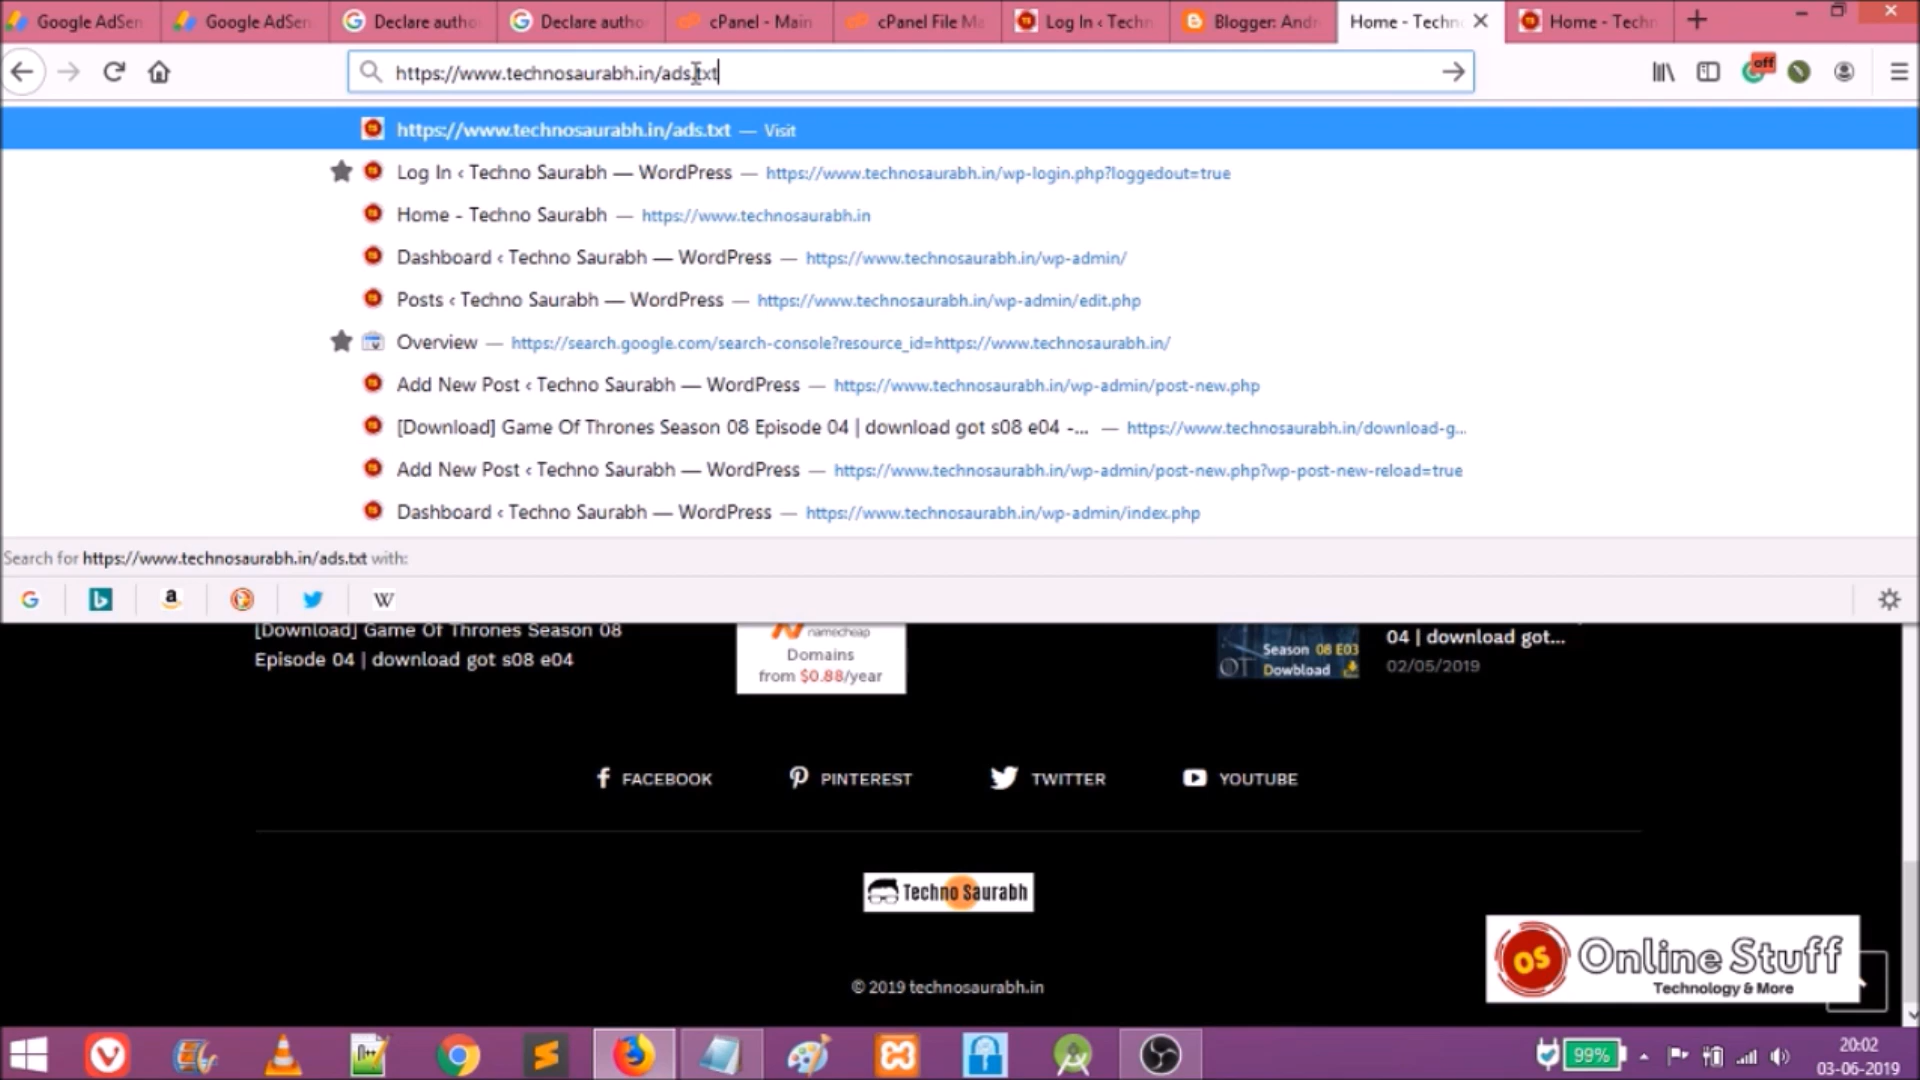 Google AdSen
Google AdSen
Declare autho
Declare autho
cPanel - Main
cPanel File Ma
Log In ‹ Techn
Blogger: Andr
Home - Techn
Home - Techn
https://www.technosaurabh.in/ads.txt
off
https://www.technosaurabh.in/ads.txt — Visit
Log In ‹ Techno Saurabh — WordPress — https://www.technosaurabh.in/wp-login.php?loggedout=true
Home - Techno Saurabh — https://www.technosaurabh.in
Dashboard ‹ Techno Saurabh — WordPress — https://www.technosaurabh.in/wp-admin/
Posts ‹ Techno Saurabh — WordPress — https://www.technosaurabh.in/wp-admin/edit.php
Overview — https://search.google.com/search-console?resource_id=https://www.technosaurabh.in/
Add New Post ‹ Techno Saurabh — WordPress — https://www.technosaurabh.in/wp-admin/post-new.php
[Download] Game Of Thrones Season 08 Episode 04 | download got s08 e04 -... — https://www.technosaurabh.in/download-g...
Add New Post ‹ Techno Saurabh — WordPress — https://www.technosaurabh.in/wp-admin/post-new.php?wp-post-new-reload=true
Dashboard ‹ Techno Saurabh — WordPress — https://www.technosaurabh.in/wp-admin/index.php
Search for https://www.technosaurabh.in/ads.txt with:
[Download] Game Of Thrones Season 08
Episode 04 | download got s08 e04
namecheap
Domains
from $0.88/year
Season 08 E03
OT Dowbload
04 | download got...
02/05/2019
FACEBOOK
PINTEREST
TWITTER
YOUTUBE
Techno Saurabh
OS Online Stuff
Technology & More
© 2019 technosaurabh.in
99%
20:02
03-06-2019